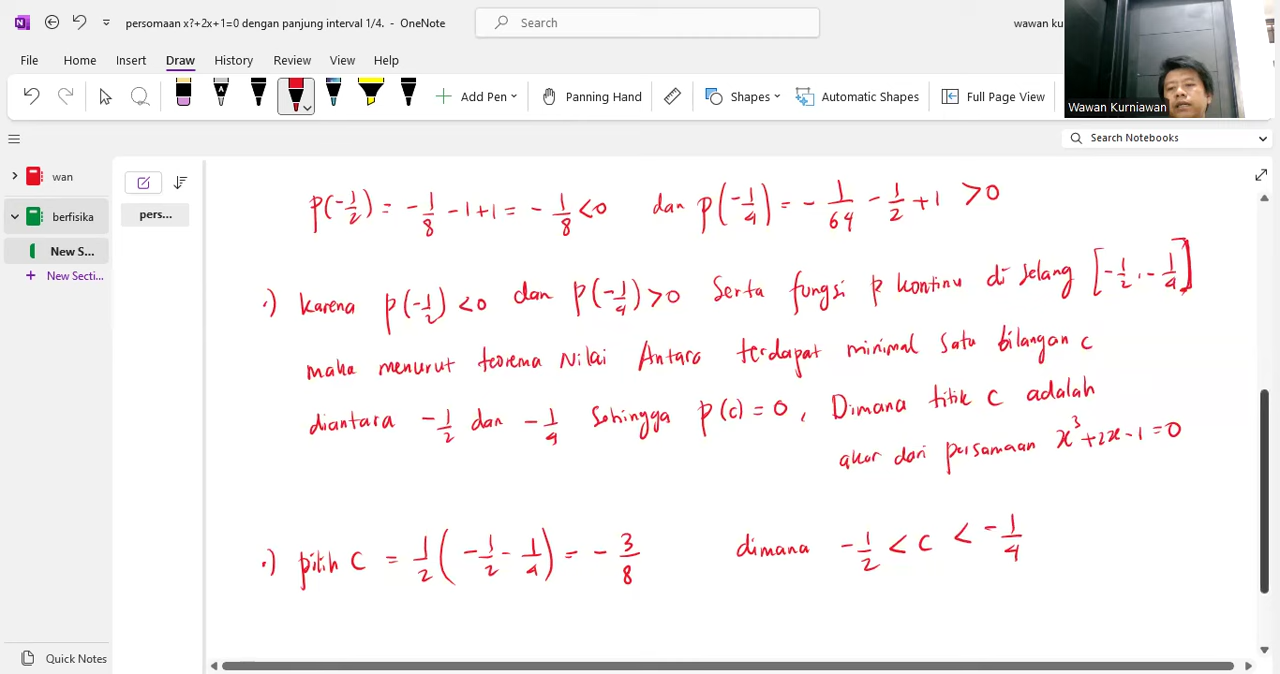 persomaan x?+2x+1=0 dengan panjung interval 1/4. - OneNote
Search
wawan kur
File Home Insert Draw History Review View Help
Add Pen
Panning Hand
Shapes
Automatic Shapes
Full Page View
Wawan Kurniawan
Search Notebooks
wan
berfisika
New S...
New Secti...
pers...
p(-1/2) = -1/8 -1+1 = -1/8 <0 dan p(-1/4) = -1/64 - 1/2 +1 >0
.) Karena p(-1/2) <0 dan p(-1/4) >0 Serta fungsi p kontinu di selang [-1/2, -1/4]
maka menurut teorema Nilai Antara terdapat minimal satu bilangan c
diantara -1/2 dan -1/4 Sehingga p(c) = 0, Dimana titik c adalah
akar dari persamaan x³+2x-1=0
.) pilih C = 1/2(-1/2 - 1/4) = -3/8 dimana -1/2 < C < -1/4
Quick Notes